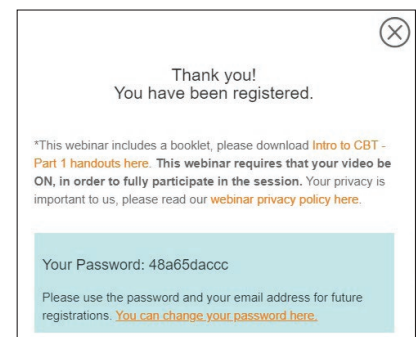 Thank you!
You have been registered.
*This webinar includes a booklet, please download Intro to CBT -
Part 1 handouts here. This webinar requires that your video be
ON, in order to fully participate in the session. Your privacy is
important to us, please read our webinar privacy policy here.
Your Password: 48a65daccc
Please use the password and your email address for future
registrations. You can change your password here.